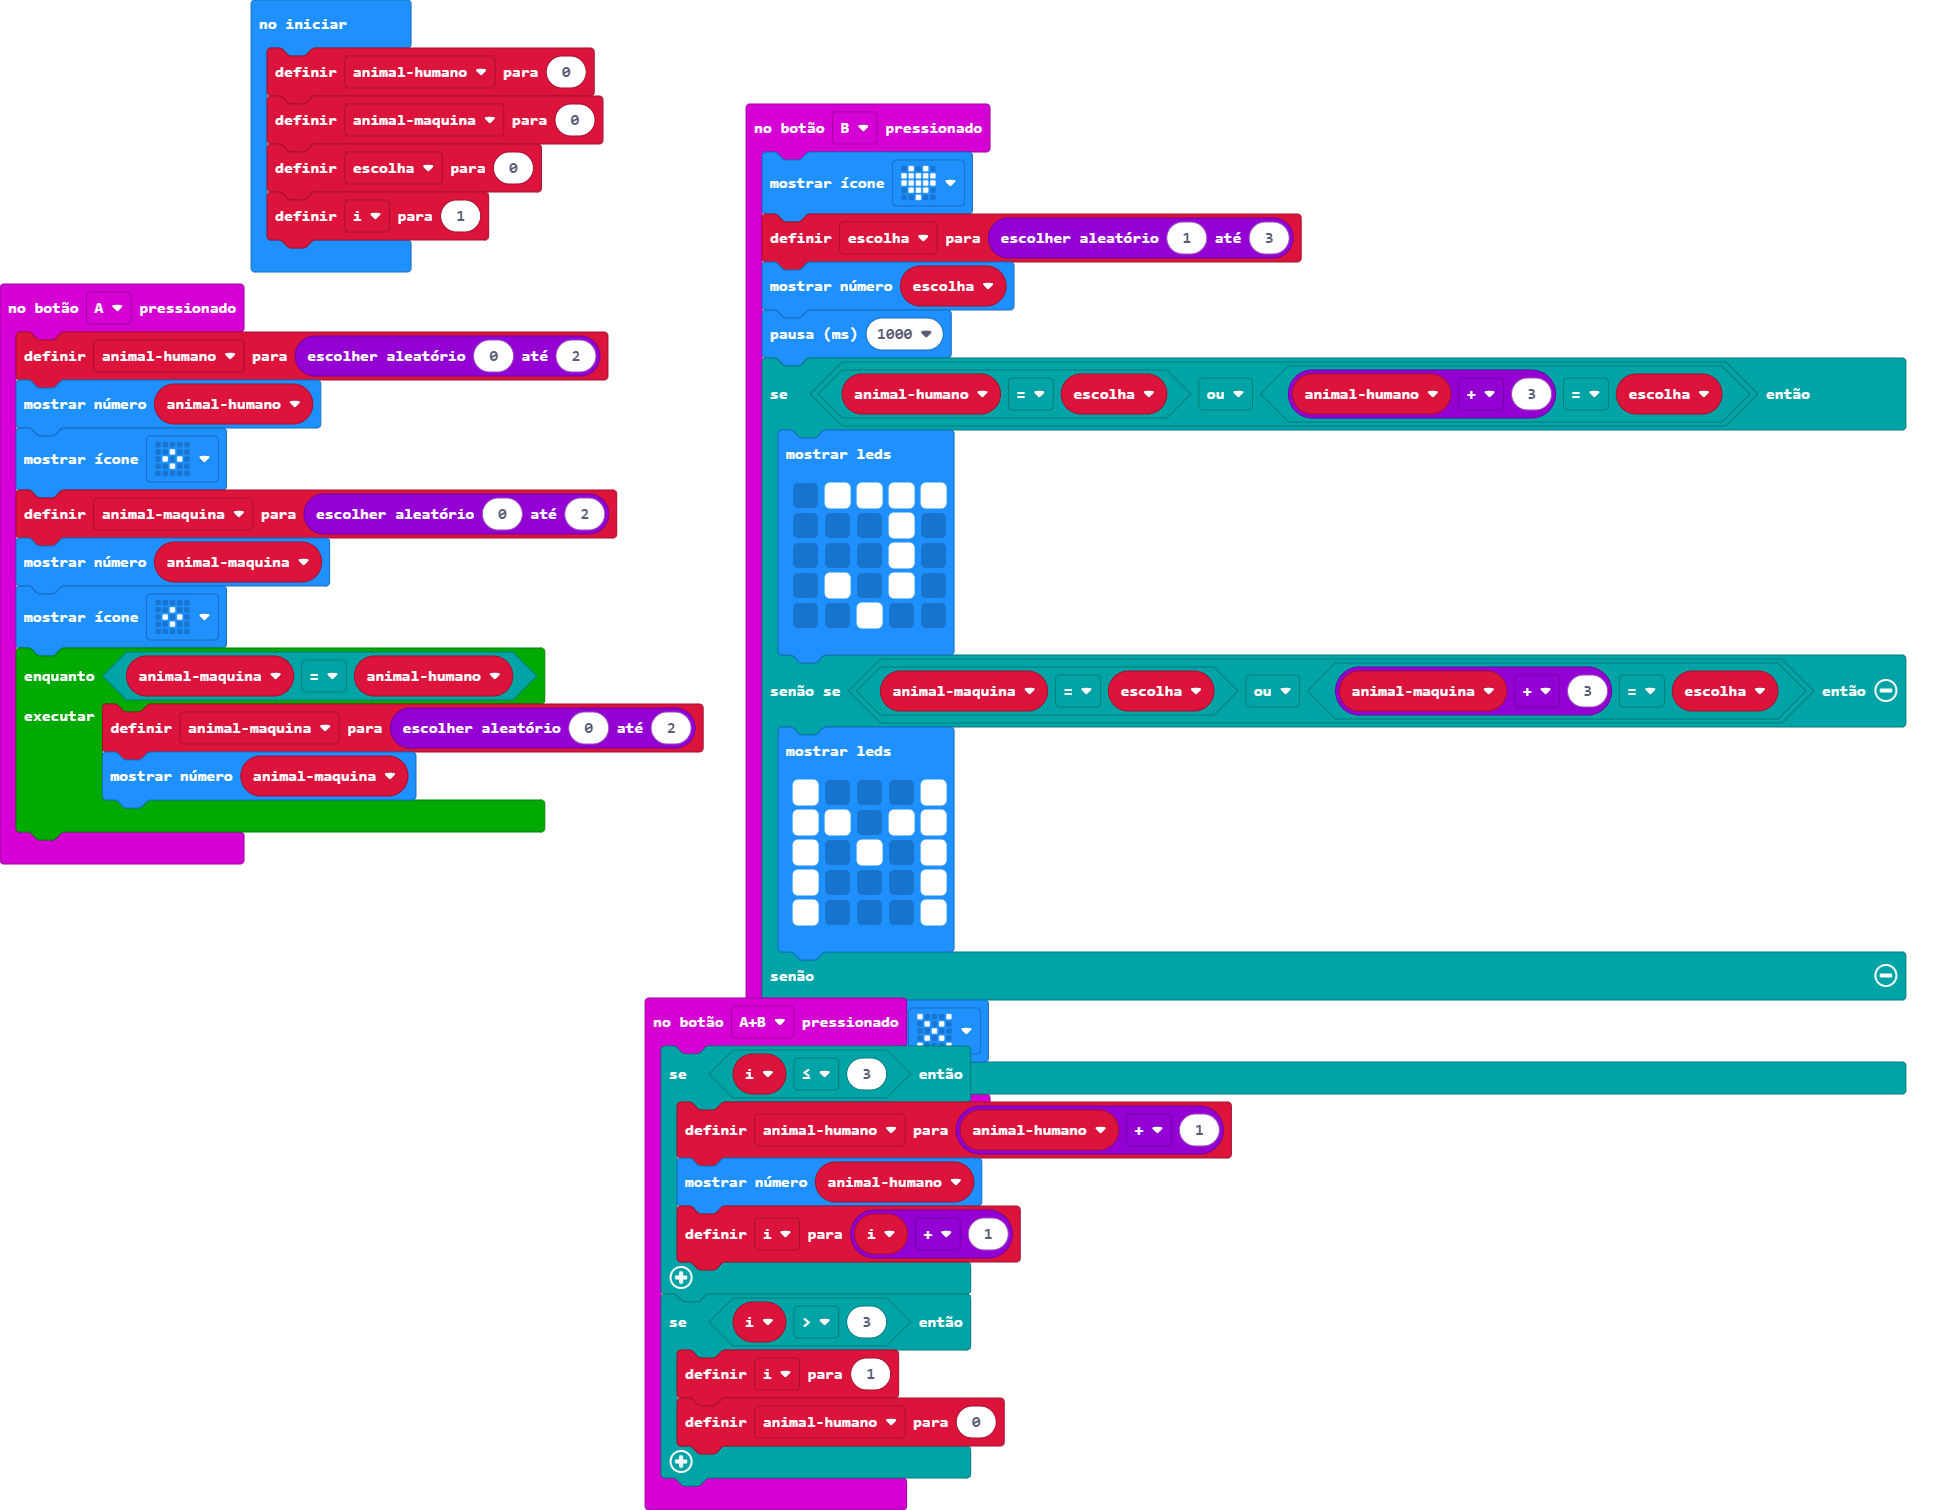 no iniciar
definir animal-humano para 0
definir animal-maquina para 0
definir escolha para 0
definir i para 1
no botão A pressionado
definir animal-humano para escolher aleatório 0 até 2
mostrar número animal-humano
mostrar ícone
definir animal-maquina para escolher aleatório 0 até 2
mostrar número animal-maquina
mostrar ícone
enquanto animal-maquina = animal-humano
executar
definir animal-maquina para escolher aleatório 0 até 2
mostrar número animal-maquina
no botão B pressionado
mostrar ícone
definir escolha para escolher aleatório 1 até 3
mostrar número escolha
pausa (ms) 1000
se animal-humano = escolha ou animal-humano + 3 = escolha então
mostrar leds
senão se animal-maquina = escolha ou animal-maquina + 3 = escolha então
mostrar leds
senão
no botão A+B pressionado
se i ≤ 3 então
definir animal-humano para animal-humano + 1
mostrar número animal-humano
definir i para i + 1
se i > 3 então
definir i para 1
definir animal-humano para 0